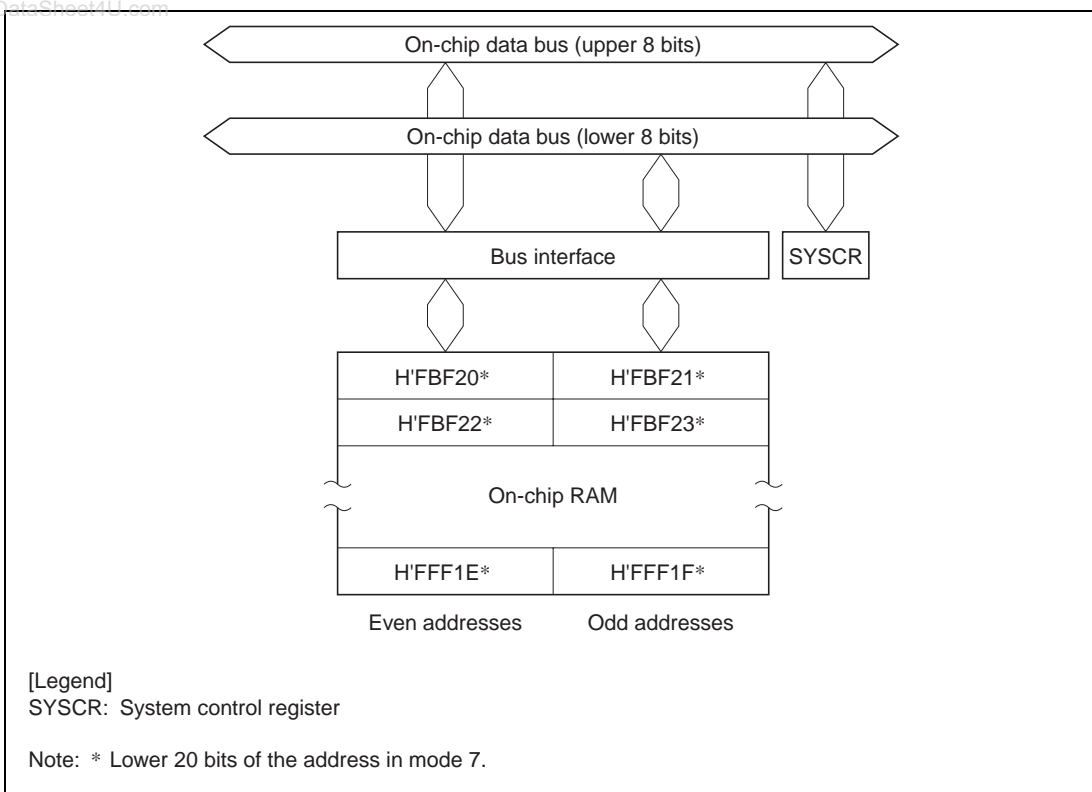 DataSheet4U.com
On-chip data bus (upper 8 bits)
On-chip data bus (lower 8 bits)
Bus interface
SYSCR
H'FBF20*
H'FBF21*
H'FBF22*
H'FBF23*
On-chip RAM
H'FFF1E*
H'FFF1F*
Even addresses
Odd addresses
[Legend]
SYSCR: System control register
Note: * Lower 20 bits of the address in mode 7.